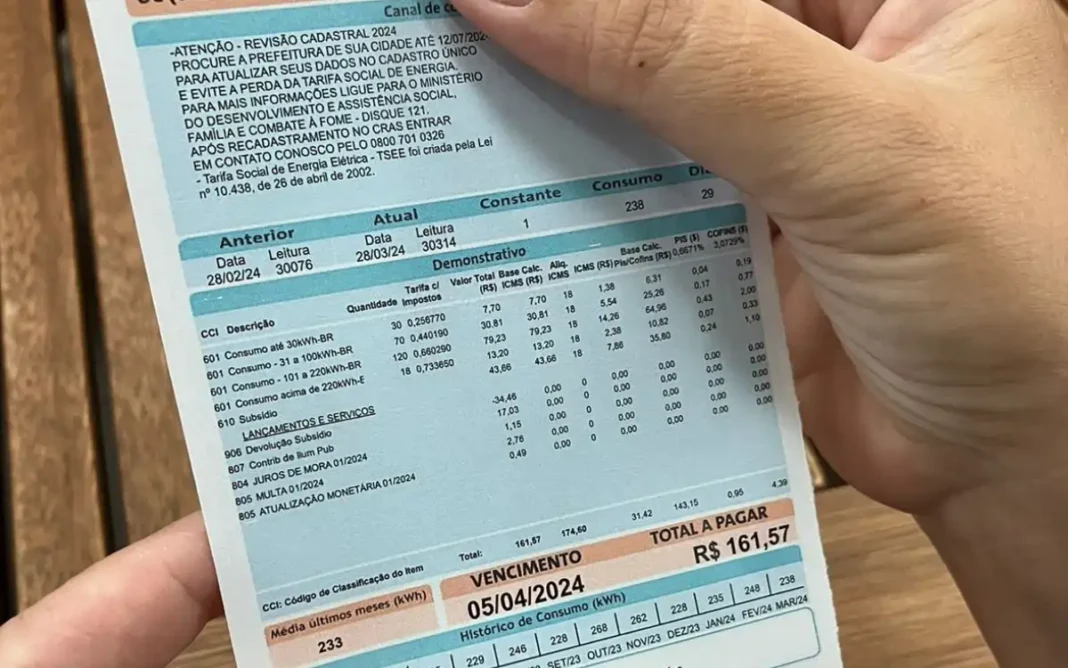 Canal de
-ATENÇÃO - REVISÃO CADASTRAL 2024
PROCURE A PREFEITURA DE SUA CIDADE ATÉ
PARA ATUALIZAR SEUS DADOS NO CADASTRO ÚNICO
E EVITE A PERDA DA TARIFA SOCIAL DE ENERGIA.
PARA MAIS INFORMAÇÕES LIGUE PARA O MINISTÉRIO
DO DESENVOLVIMENTO E ASSISTÊNCIA SOCIAL,
FAMÍLIA E COMBATE À FOME - DISQUE 121.
APÓS RECADASTRAMENTO NO CRAS ENTRAR
EM CONTATO CONOSCO PELO 0800 701 0326
- Tarifa Social de Energia Elétrica - TSEE foi criada pela Lei
nº 10.438, de 26 de abril de 2002.
Anterior Atual Constante Consumo
Data Leitura Data Leitura 1 238 29
28/02/24 30076 28/03/24 30314
Demonstrativo
CCI Descrição Quantidade Tarifa c/ Impostos Valor Total (R$) Base Calc. ICMS (R$) Aliq. ICMS ICMS (R$) Base Calc. Pis/Cofins (R$) PIS ($) 0,6671% COFINS ($) 3,0729%
601 Consumo até 30kWh-BR 30 0,256770 7,70 7,70 18 1,38 6,31 0,04 0,19
601 Consumo - 31 a 100kWh-BR 70 0,440190 30,81 30,81 18 5,54 25,26 0,17 0,77
601 Consumo - 101 a 220kWh-BR 120 0,660290 79,23 79,23 18 14,26 64,96 0,43 2,00
601 Consumo acima de 220kWh-E 18 0,733650 13,20 13,20 18 2,38 10,82 0,07 0,33
610 Subsídio 43,66 43,66 18 7,86 35,80 0,24 1,10
LANÇAMENTOS E SERVIÇOS
906 Devolução Subsídio -34,46 0,00 0 0,00 0,00 0,00 0,00
807 Contrib de Ilum Pub 17,03 0,00 0 0,00 0,00 0,00 0,00
804 JUROS DE MORA 01/2024 1,15 0,00 0 0,00 0,00 0,00 0,00
805 MULTA 01/2024 2,76 0,00 0 0,00 0,00 0,00 0,00
805 ATUALIZAÇÃO MONETÁRIA 01/2024 0,49 0,00 0 0,00 0,00 0,00 0,00
Total: 161,57 174,60 31,42 143,15 0,95 4,39
CCI: Código de Classificação do Item
VENCIMENTO TOTAL A PAGAR
05/04/2024 R$ 161,57
Média últimos meses (kWh)
233
Histórico de Consumo (kWh)
229 246 228 268 262 228 235 248 238
SET/23 OUT/23 NOV/23 DEZ/23 JAN/24 FEV/24 MAR/24